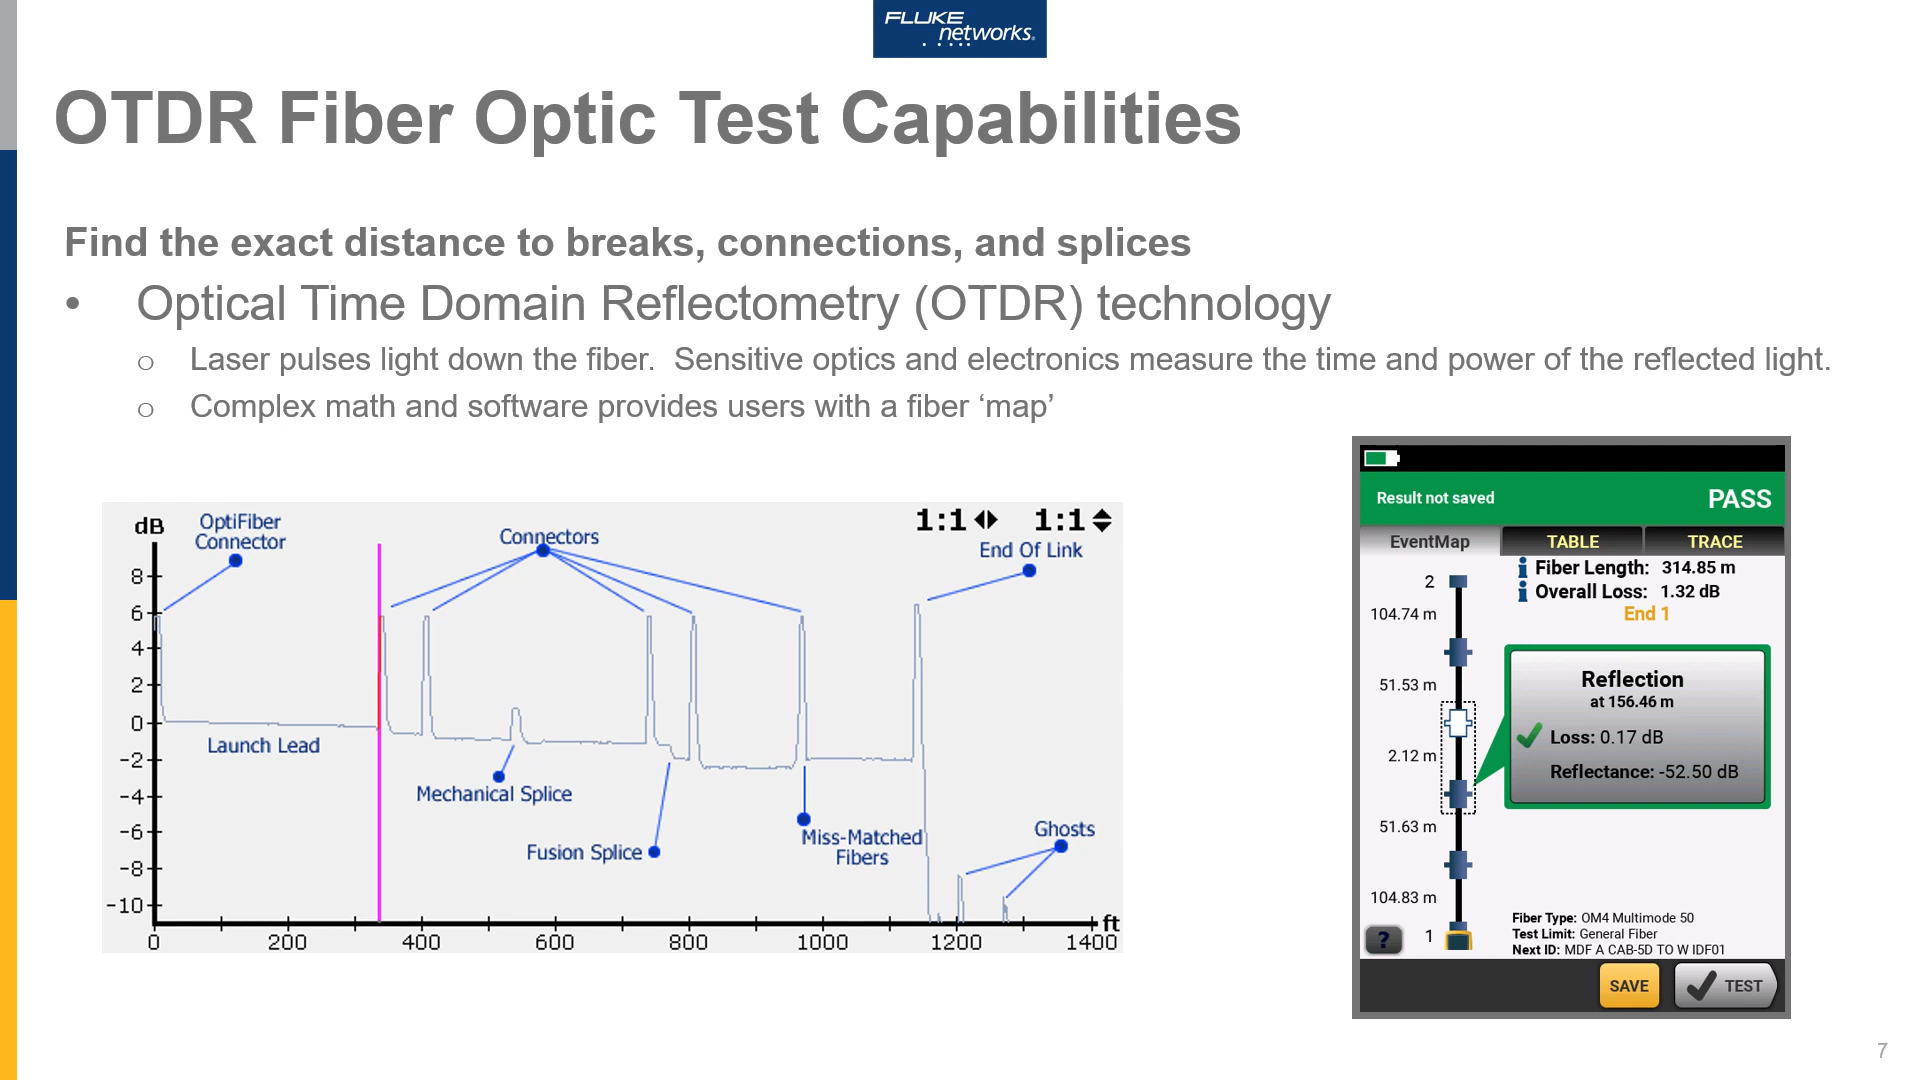 FLUKE
networks.
OTDR Fiber Optic Test Capabilities
Find the exact distance to breaks, connections, and splices
• Optical Time Domain Reflectometry (OTDR) technology
o Laser pulses light down the fiber.  Sensitive optics and electronics measure the time and power of the reflected light.
o Complex math and software provides users with a fiber ‘map’
dB
OptiFiber
Connector
Connectors
1:1 1:1
End Of Link
8
6
4
2
0
-2
-4
-6
-8
-10
Launch Lead
Mechanical Splice
Fusion Splice
Miss-Matched
Fibers
Ghosts
ft
0 200 400 600 800 1000 1200 1400
Result not saved PASS
EventMap TABLE TRACE
Fiber Length: 314.85 m
Overall Loss: 1.32 dB
End 1
2
104.74 m
51.53 m
2.12 m
51.63 m
104.83 m
1
Reflection
at 156.46 m
Loss: 0.17 dB
Reflectance: -52.50 dB
Fiber Type: OM4 Multimode 50
Test Limit: General Fiber
Next ID: MDF A CAB-5D TO W IDF01
?
SAVE TEST
7